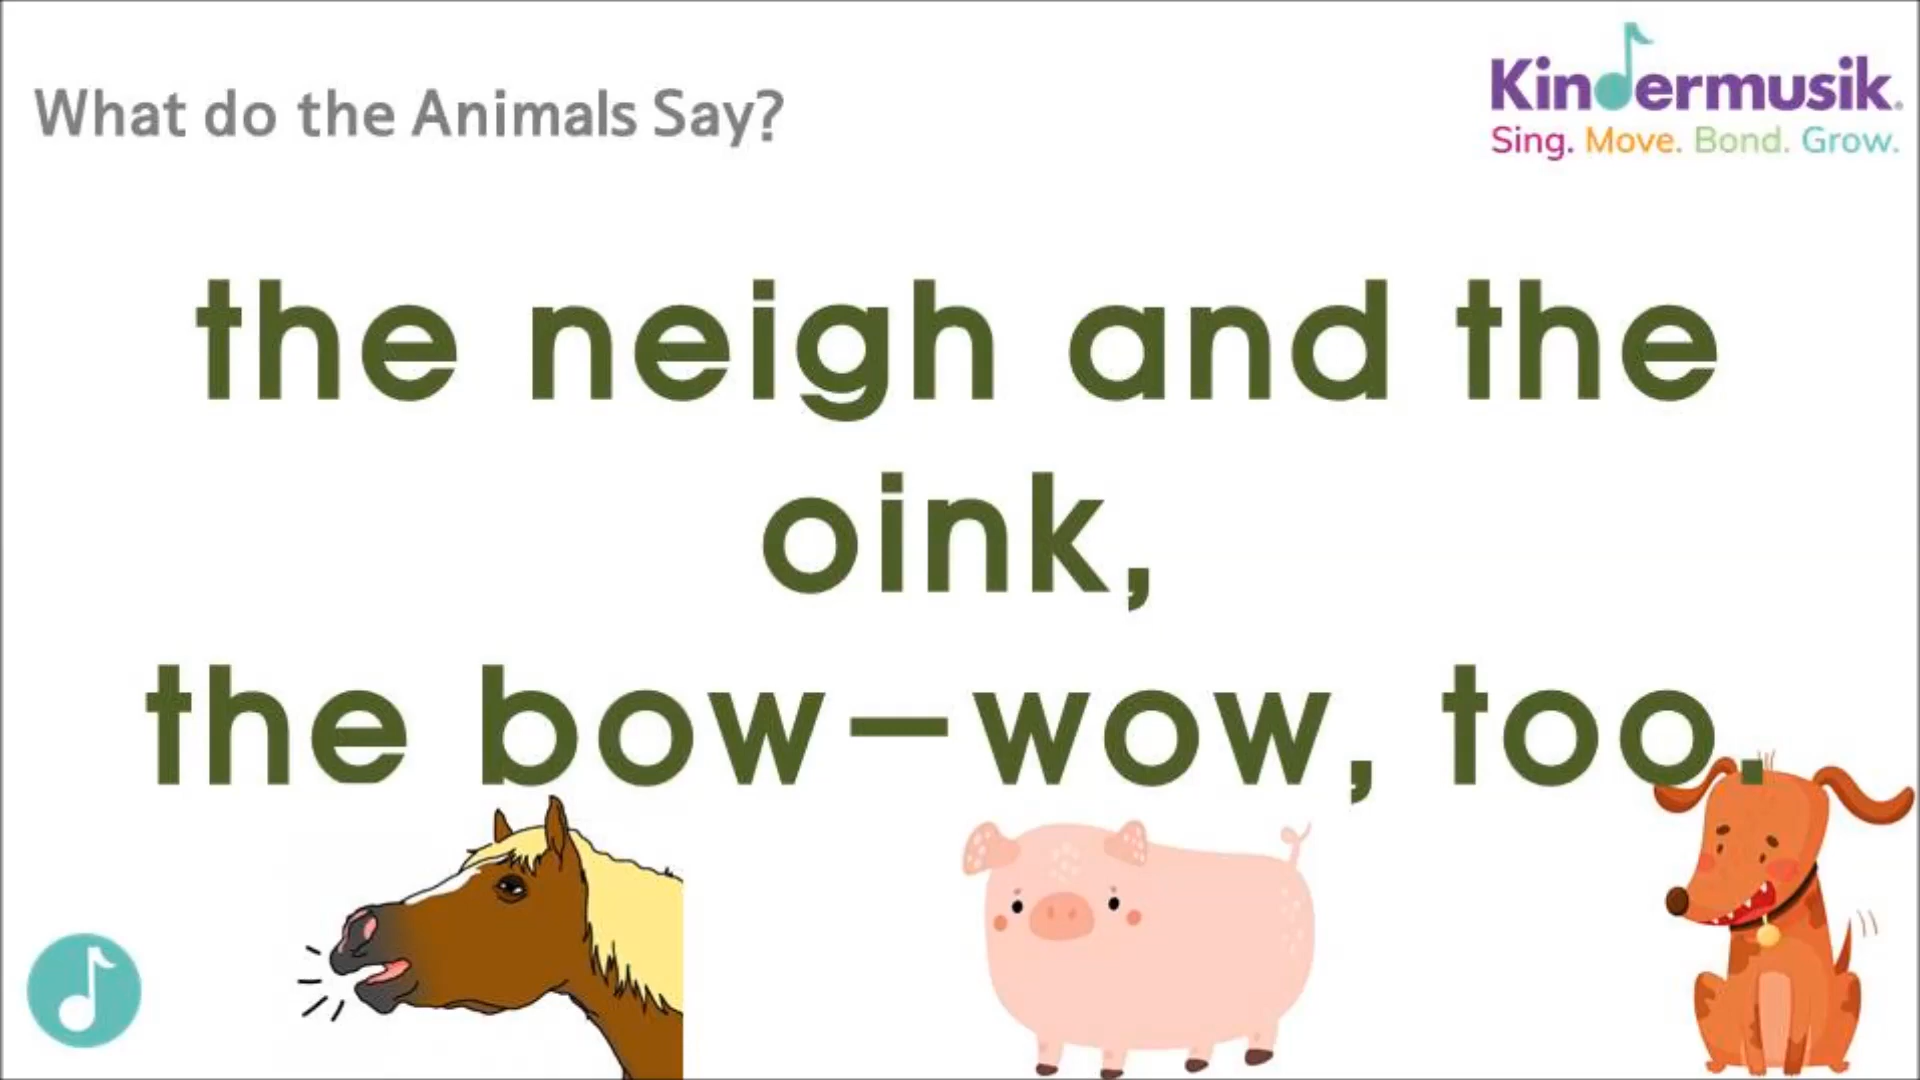 What do the Animals Say?
Kindermusik.
Sing. Move. Bond. Grow.
the neigh and the
oink,
the bow–wow, too.